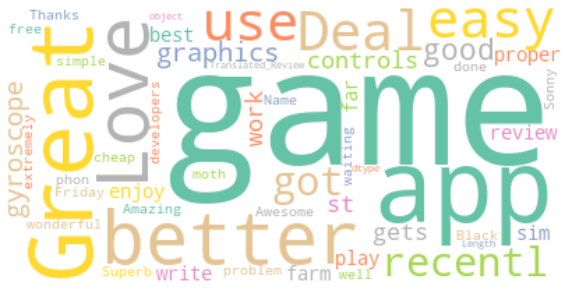 Thanks
object
free
best
use
Deal
easy
simple
graphics
good
proper
Great
Love
Translated_Review
controls
done
game
Sonny
gyroscope
extremely
developers
work
Name
far
review
cheap
waiting
phon
moth
got
dtype
app
Friday
enjoy
st
wonderful
Amazing
Awesome
gets
Black
sim
better
play
Length
recentl
Superb
write
problem
farm
well